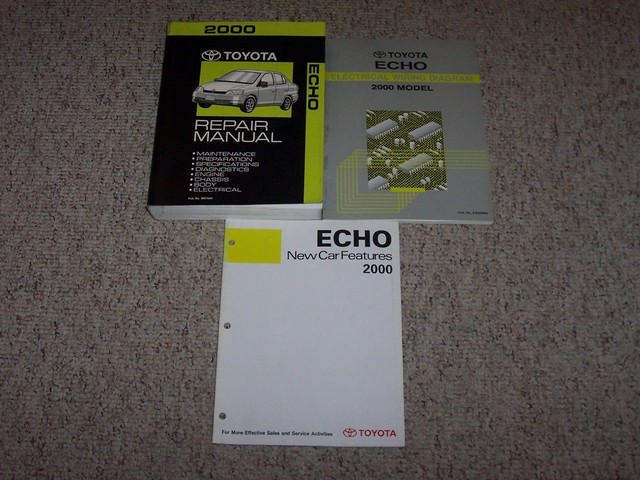 2000
TOYOTA
ECHO
REPAIR
MANUAL
• MAINTENANCE
• PREPARATION
• SPECIFICATIONS
• DIAGNOSTICS
• ENGINE
• CHASSIS
• BODY
• ELECTRICAL
TOYOTA
ECHO
ELECTRICAL WIRING DIAGRAM
2000 MODEL
ECHO
New Car Features
2000
For More Effective Sales and Service Activities
TOYOTA